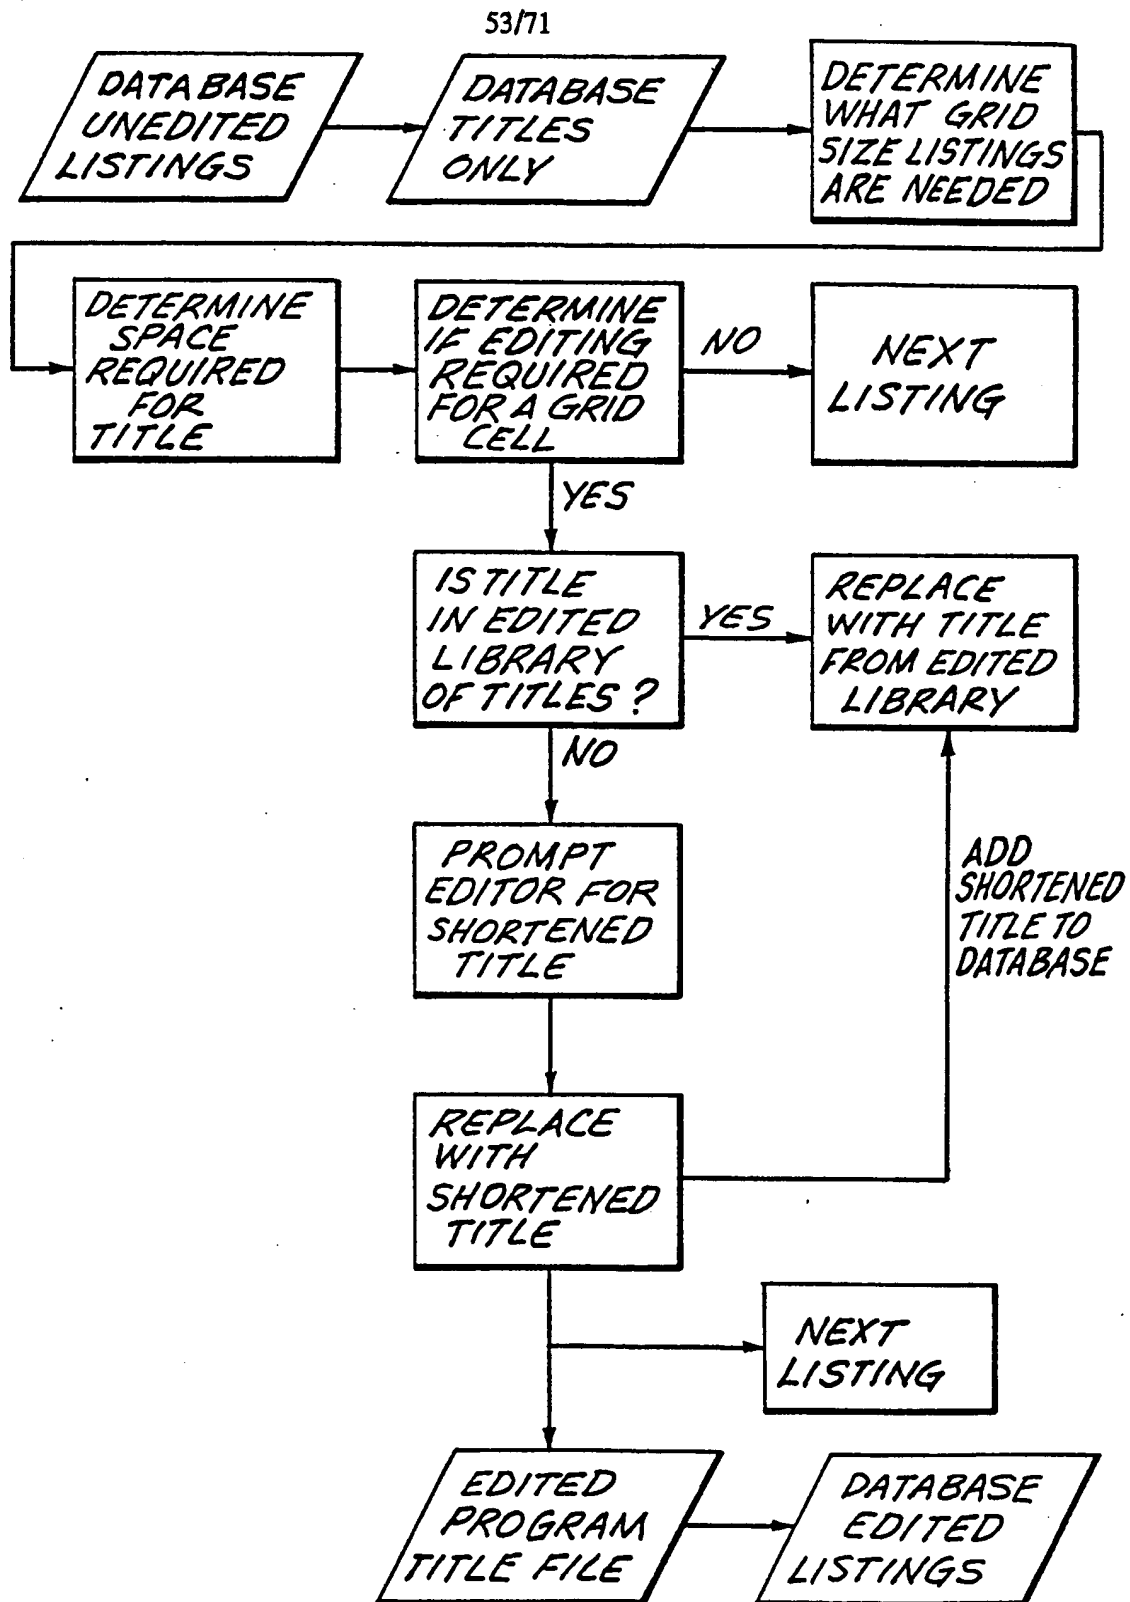 53/71
DATABASE
UNEDITED
LISTINGS
DATABASE
TITLES
ONLY
DETERMINE
WHAT GRID
SIZE LISTINGS
ARE NEEDED
DETERMINE
SPACE
REQUIRED
FOR
TITLE
DETERMINE
IF EDITING
REQUIRED
FOR A GRID
CELL
NO
NEXT
LISTING
YES
IS TITLE
IN EDITED
LIBRARY
OF TITLES?
YES
REPLACE
WITH TITLE
FROM EDITED
LIBRARY
NO
PROMPT
EDITOR FOR
SHORTENED
TITLE
ADD
SHORTENED
TITLE TO
DATABASE
REPLACE
WITH
SHORTENED
TITLE
NEXT
LISTING
EDITED
PROGRAM
TITLE FILE
DATABASE
EDITED
LISTINGS